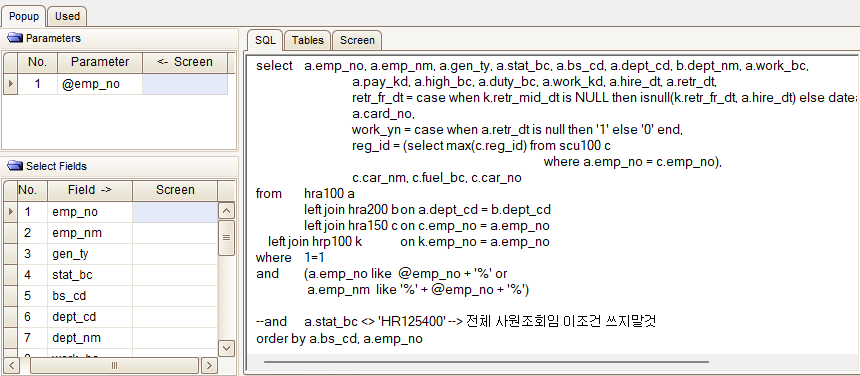 Popup Used
Parameters
No. Parameter <- Screen
1 @emp_no
Select Fields
No. Field -> Screen
1 emp_no
2 emp_nm
3 gen_ty
4 stat_bc
5 bs_cd
6 dept_cd
7 dept_nm
SQL Tables Screen
select a.emp_no, a.emp_nm, a.gen_ty, a.stat_bc, a.bs_cd, a.dept_cd, b.dept_nm, a.work_bc,
a.pay_kd, a.high_bc, a.duty_bc, a.work_kd, a.hire_dt, a.retr_dt,
retr_fr_dt = case when k.retr_mid_dt is NULL then isnull(k.retr_fr_dt, a.hire_dt) else datea
a.card_no,
work_yn = case when a.retr_dt is null then '1' else '0' end,
reg_id = (select max(c.reg_id) from scu100 c
where a.emp_no = c.emp_no),
c.car_nm, c.fuel_bc, c.car_no
from hra100 a
left join hra200 b on a.dept_cd = b.dept_cd
left join hra150 c on c.emp_no = a.emp_no
left join hrp100 k on k.emp_no = a.emp_no
where 1=1
and (a.emp_no like @emp_no + '%' or
a.emp_nm like '%' + @emp_no + '%')
--and a.stat_bc <> 'HR125400' --> 전체 사원조회임 이조건 쓰지말것
order by a.bs_cd, a.emp_no